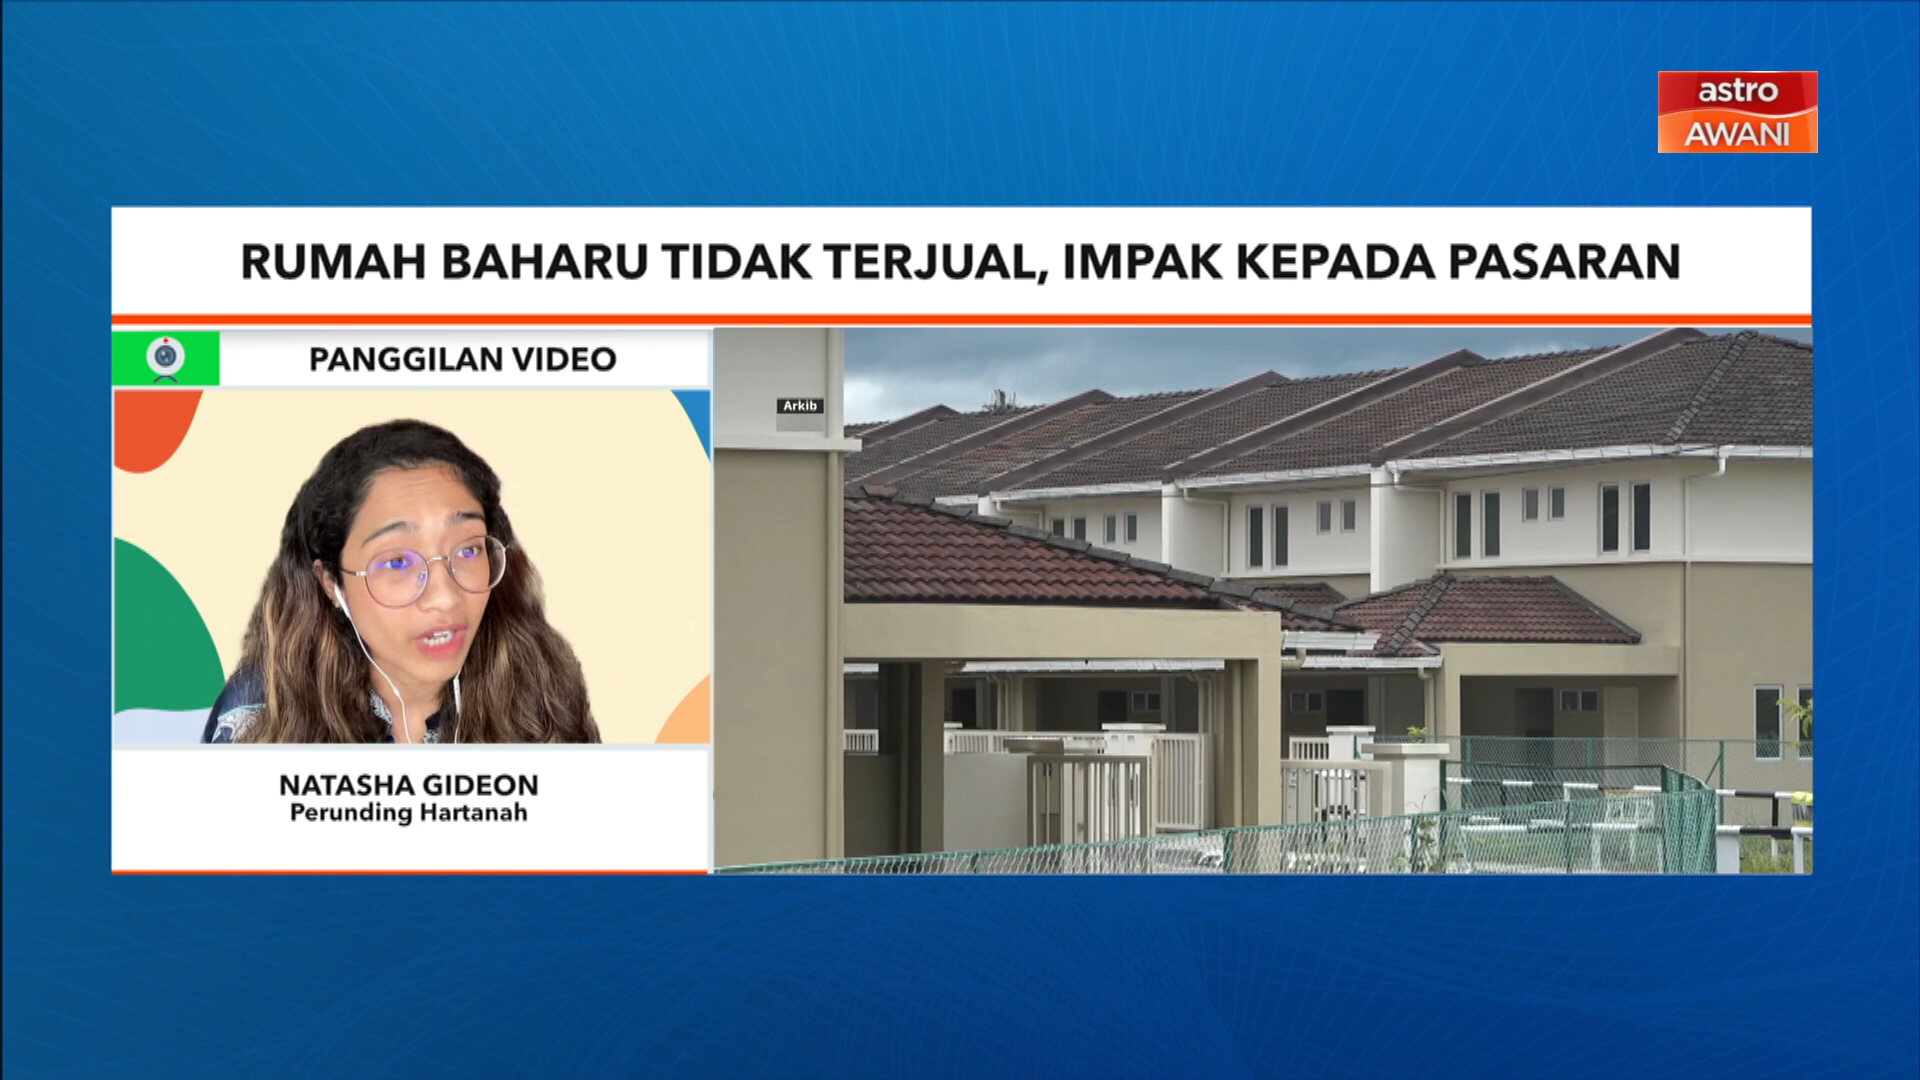 astro
AWANI
RUMAH BAHARU TIDAK TERJUAL, IMPAK KEPADA PASARAN
PANGGILAN VIDEO
Arkib
NATASHA GIDEON
Perunding Hartanah